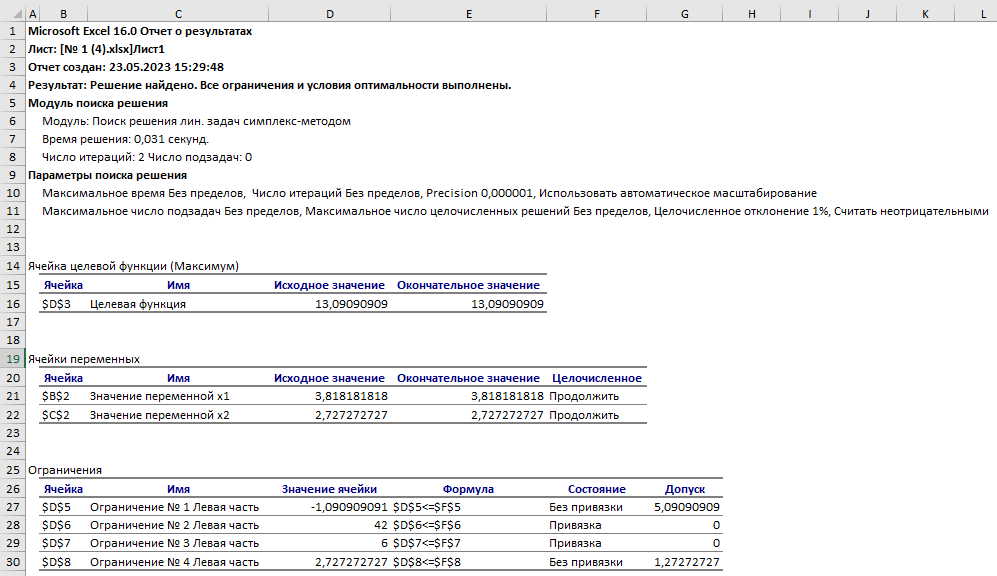 A B C D E F G H I J K L
1 Microsoft Excel 16.0 Отчет о результатах
2 Лист: [№ 1 (4).xlsx]Лист1
3 Отчет создан: 23.05.2023 15:29:48
4 Результат: Решение найдено. Все ограничения и условия оптимальности выполнены.
5 Модуль поиска решения
6 Модуль: Поиск решения лин. задач симплекс-методом
7 Время решения: 0,031 секунд.
8 Число итераций: 2 Число подзадач: 0
9 Параметры поиска решения
10 Максимальное время Без пределов, Число итераций Без пределов, Precision 0,000001, Использовать автоматическое масштабирование
11 Максимальное число подзадач Без пределов, Максимальное число целочисленных решений Без пределов, Целочисленное отклонение 1%, Считать неотрицательными
12
13
14 Ячейка целевой функции (Максимум)
15 Ячейка Имя Исходное значение Окончательное значение
16 $D$3 Целевая функция 13,09090909 13,09090909
17
18
19 Ячейки переменных
20 Ячейка Имя Исходное значение Окончательное значение Целочисленное
21 $B$2 Значение переменной x1 3,818181818 3,818181818 Продолжить
22 $C$2 Значение переменной x2 2,727272727 2,727272727 Продолжить
23
24
25 Ограничения
26 Ячейка Имя Значение ячейки Формула Состояние Допуск
27 $D$5 Ограничение № 1 Левая часть -1,090909091 $D$5<=$F$5 Без привязки 5,09090909
28 $D$6 Ограничение № 2 Левая часть 42 $D$6<=$F$6 Привязка 0
29 $D$7 Ограничение № 3 Левая часть 6 $D$7<=$F$7 Привязка 0
30 $D$8 Ограничение № 4 Левая часть 2,727272727 $D$8<=$F$8 Без привязки 1,27272727